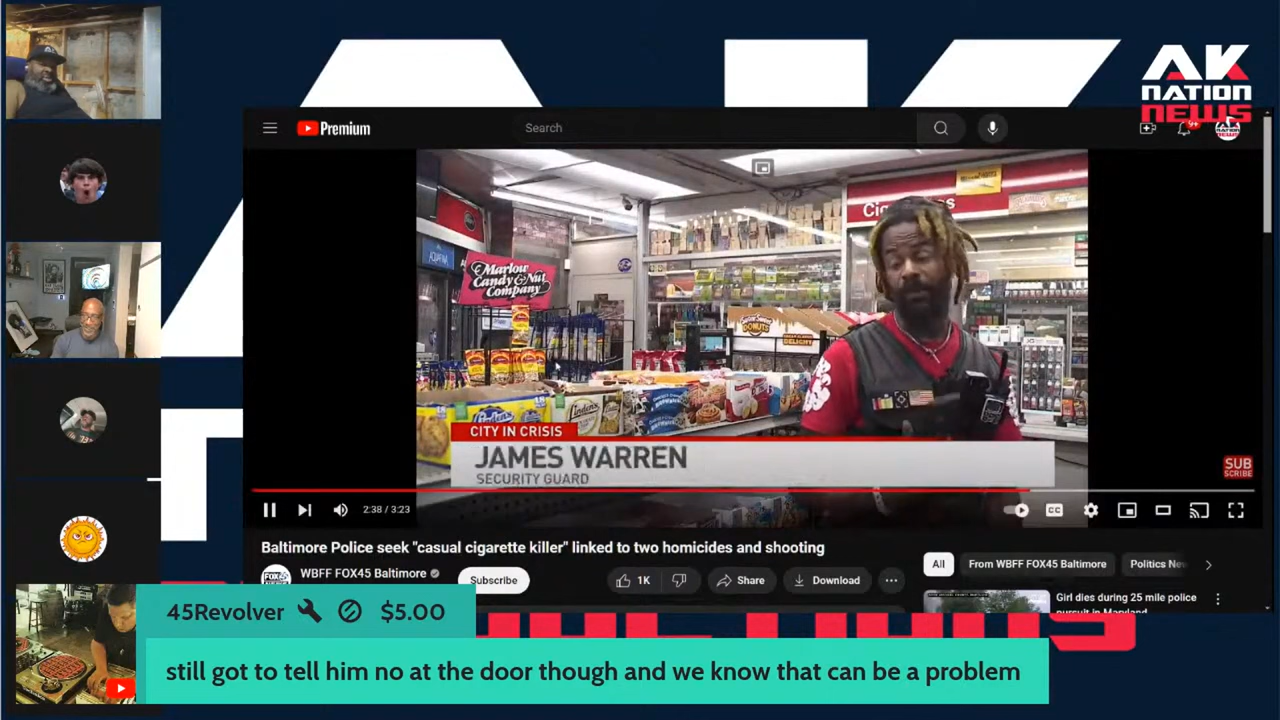 AK
NATION
NEWS
Premium
Search
9+
Cig
Marlow
Candy & Nut
Company
DONUTS
CITY IN CRISIS
JAMES WARREN
SECURITY GUARD
SUB
SCRIBE
2:38 / 3:23
CC
Baltimore Police seek "casual cigarette killer" linked to two homicides and shooting
WBFF FOX45 Baltimore
Subscribe
1K
Share
Download
All
From WBFF FOX45 Baltimore
Politics New
Girl dies during 25 mile police
pursuit in Maryland
45Revolver $5.00
still got to tell him no at the door though and we know that can be a problem